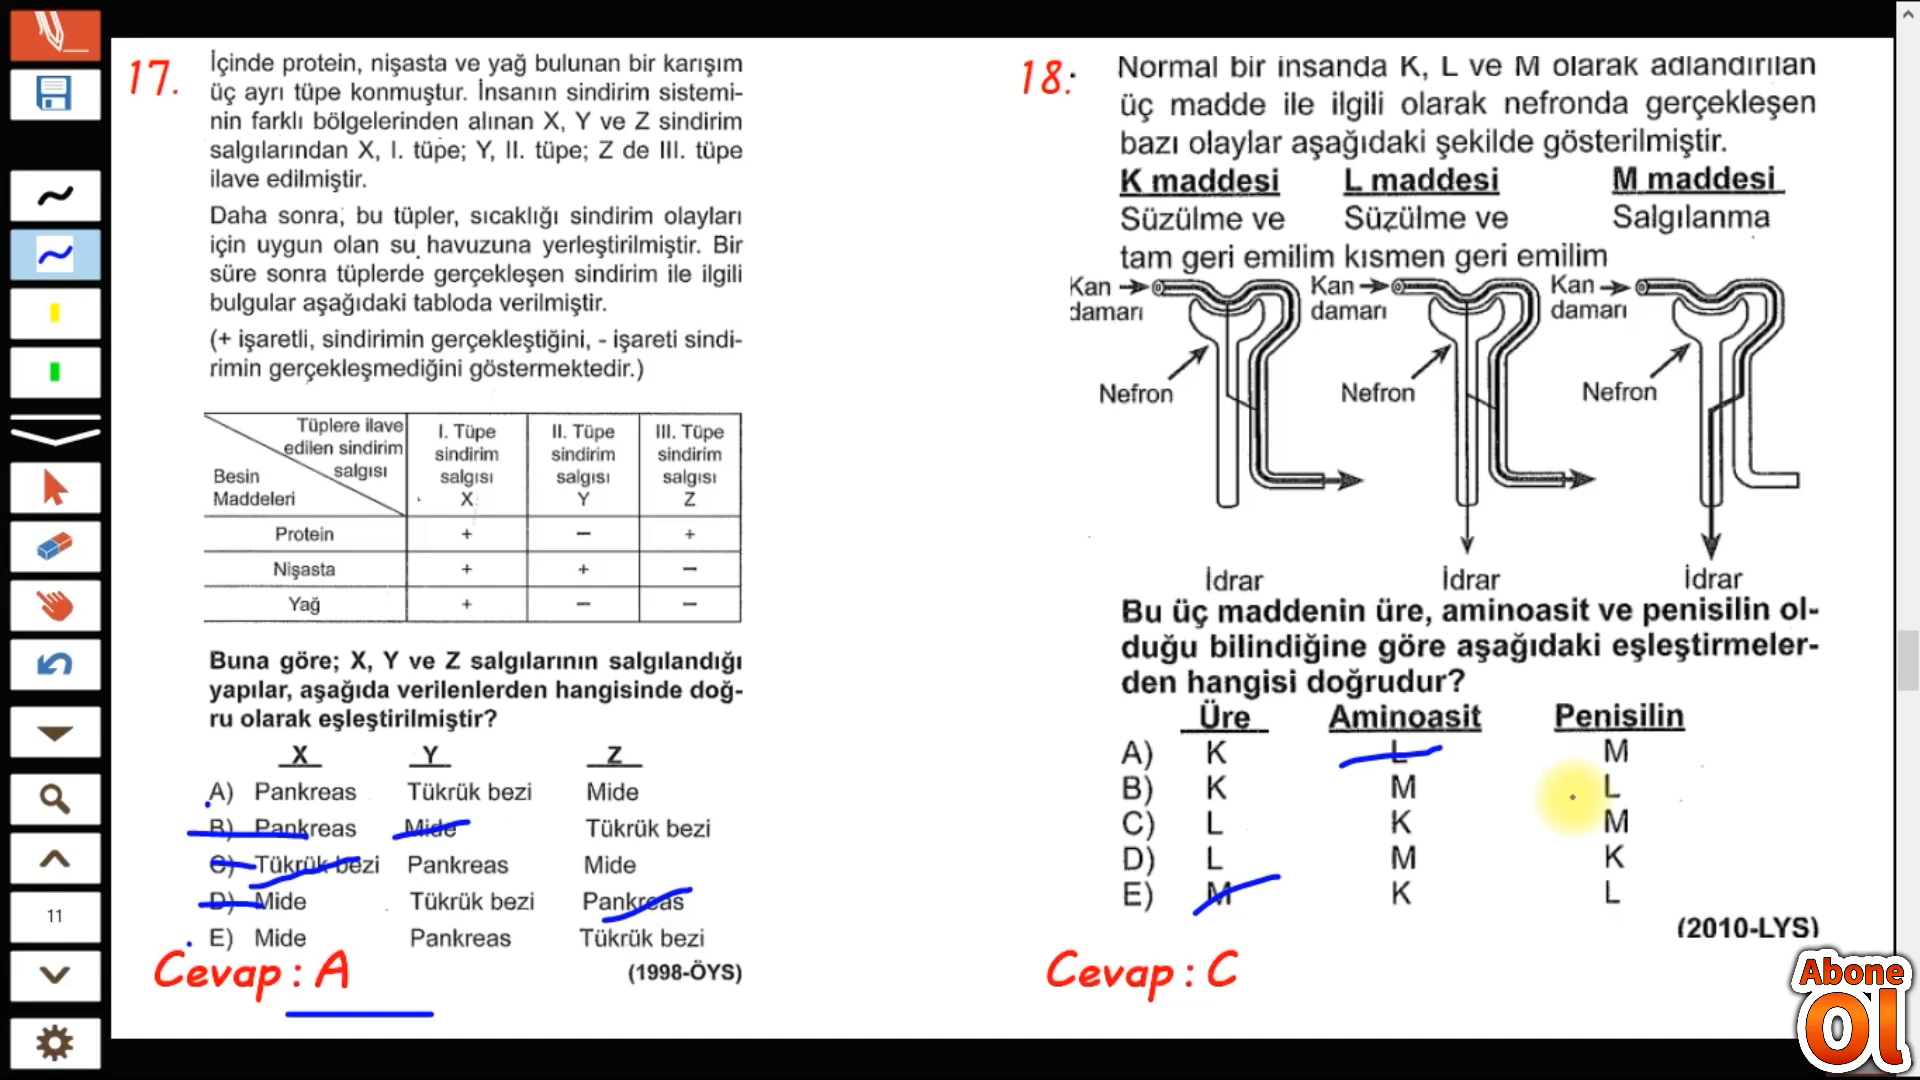 17.
İçinde protein, nişasta ve yağ bulunan bir karışım
üç ayrı tüpe konmuştur. İnsanın sindirim sistemi-
nin farklı bölgelerinden alınan X, Y ve Z sindirim
salgılarından X, I. tüpe; Y, II. tüpe; Z de III. tüpe
ilave edilmiştir.
Daha sonra, bu tüpler, sıcaklığı sindirim olayları
için uygun olan su havuzuna yerleştirilmiştir. Bir
süre sonra tüplerde gerçekleşen sindirim ile ilgili
bulgular aşağıdaki tabloda verilmiştir.
(+ işaretli, sindirimin gerçekleştiğini, - işareti sindi-
rimin gerçekleşmediğini göstermektedir.)
Tüplere ilave
edilen sindirim
salgısı
Besin
Maddeleri
I. Tüpe
sindirim
salgısı
X
II. Tüpe
sindirim
salgısı
Y
III. Tüpe
sindirim
salgısı
Z
Protein + − +
Nişasta + + −
Yağ + − −
Buna göre; X, Y ve Z salgılarının salgılandığı
yapılar, aşağıda verilenlerden hangisinde doğ-
ru olarak eşleştirilmiştir?
X Y Z
A) Pankreas Tükrük bezi Mide
B) Pankreas Mide Tükrük bezi
C) Tükrük bezi Pankreas Mide
D) Mide Tükrük bezi Pankreas
E) Mide Pankreas Tükrük bezi
Cevap : A
(1998-ÖYS)
18.
Normal bir insanda K, L ve M olarak adlandırılan
üç madde ile ilgili olarak nefronda gerçekleşen
bazı olaylar aşağıdaki şekilde gösterilmiştir.
K maddesi L maddesi M maddesi
Süzülme ve Süzülme ve Salgılanma
tam geri emilim kısmen geri emilim
Kan Kan Kan
damarı damarı damarı
Nefron Nefron Nefron
İdrar İdrar İdrar
Bu üç maddenin üre, aminoasit ve penisilin ol-
duğu bilindiğine göre aşağıdaki eşleştirmeler-
den hangisi doğrudur?
Üre Aminoasit Penisilin
A) K L M
B) K M L
C) L K M
D) L M K
E) M K L
(2010-LYS)
Cevap : C
11
Abone
Ol